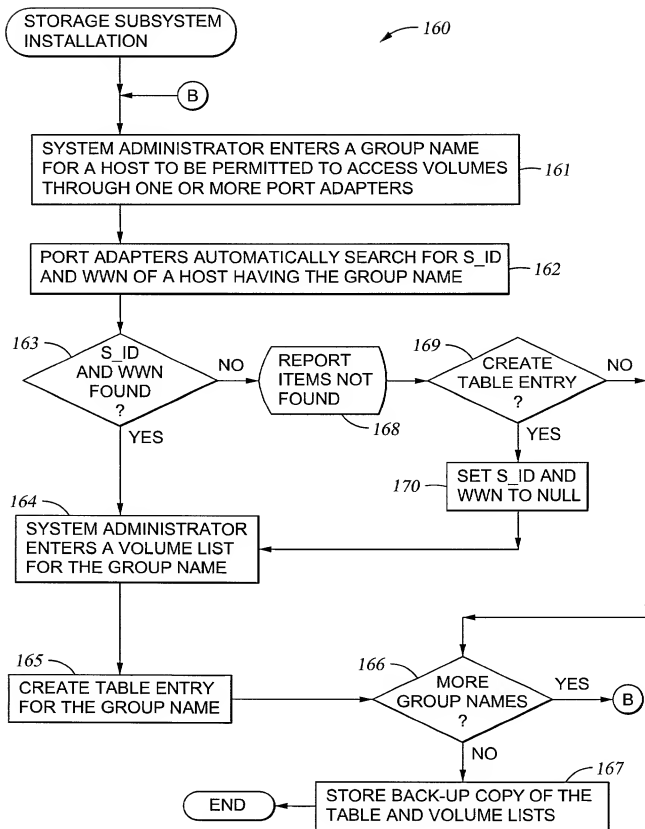 STORAGE SUBSYSTEM
INSTALLATION
160
B
SYSTEM ADMINISTRATOR ENTERS A GROUP NAME
FOR A HOST TO BE PERMITTED TO ACCESS VOLUMES
THROUGH ONE OR MORE PORT ADAPTERS
161
PORT ADAPTERS AUTOMATICALLY SEARCH FOR S_ID
AND WWN OF A HOST HAVING THE GROUP NAME
162
163
S_ID
AND WWN
FOUND
?
NO
YES
REPORT
ITEMS NOT
FOUND
168
169
CREATE
TABLE ENTRY
?
NO
YES
170
SET S_ID AND
WWN TO NULL
164
SYSTEM ADMINISTRATOR
ENTERS A VOLUME LIST
FOR THE GROUP NAME
165
CREATE TABLE ENTRY
FOR THE GROUP NAME
166
MORE
GROUP NAMES
?
YES
B
NO
167
STORE BACK-UP COPY OF THE
TABLE AND VOLUME LISTS
END